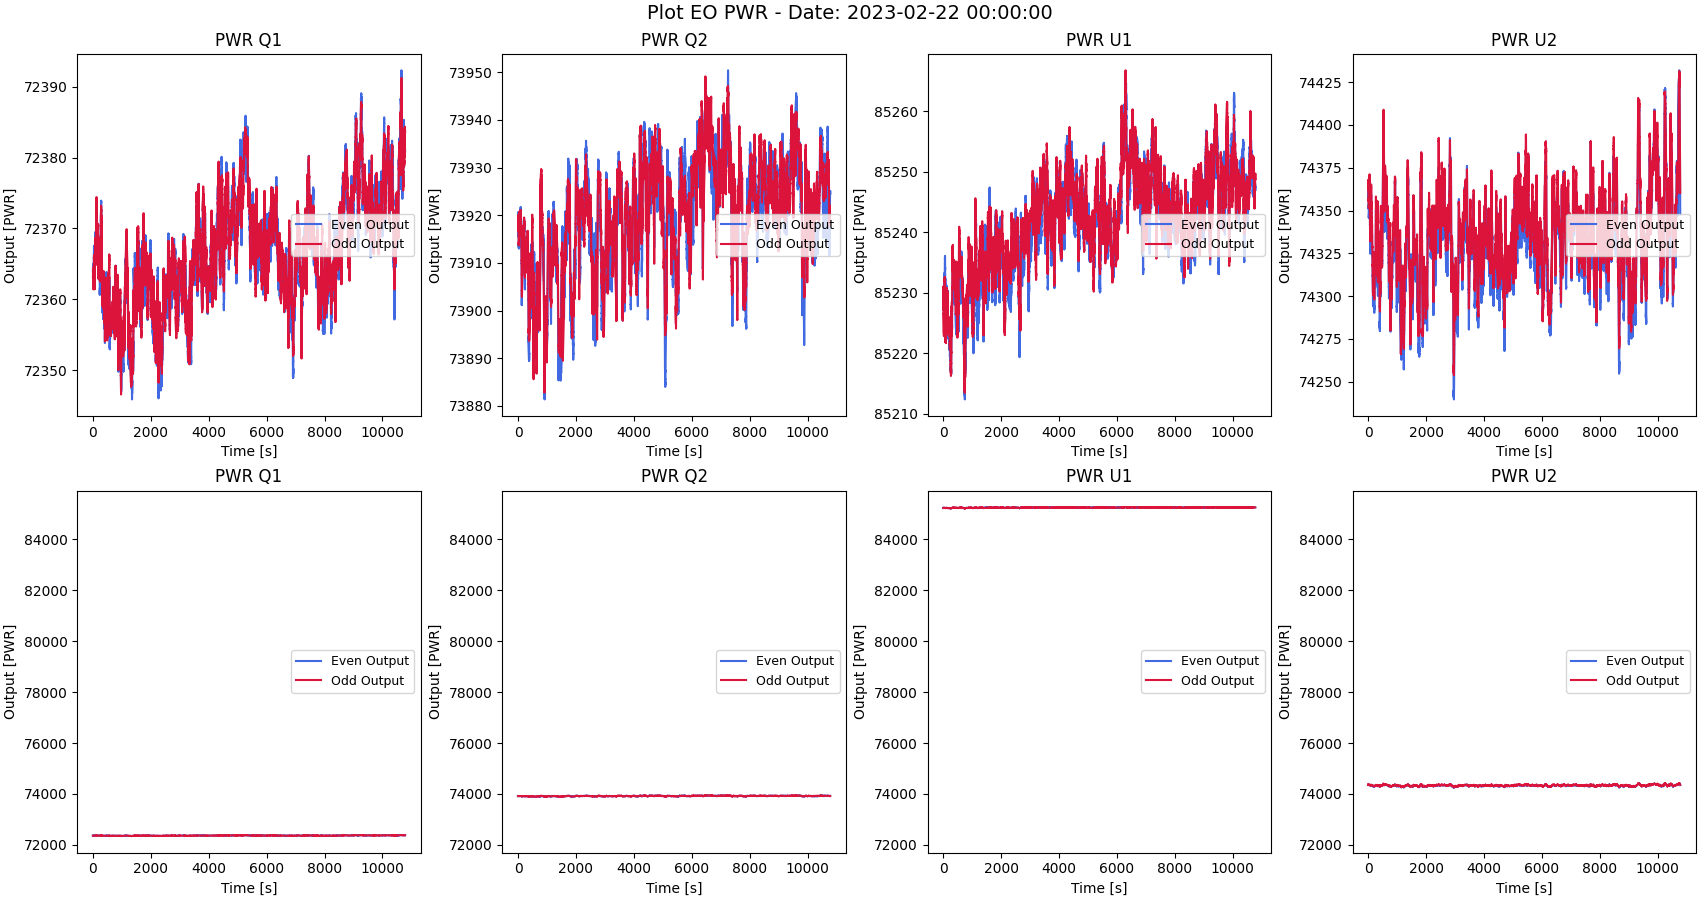 Plot EO PWR - Date: 2023-02-22 00:00:00
PWR Q1
Output [PWR]
72390
72380
72370
72360
72350
Even Output
Odd Output
0 2000 4000 6000 8000 10000
Time [s]
PWR Q2
Output [PWR]
73950
73940
73930
73920
73910
73900
73890
73880
Even Output
Odd Output
0 2000 4000 6000 8000 10000
Time [s]
PWR U1
Output [PWR]
85260
85250
85240
85230
85220
85210
Even Output
Odd Output
0 2000 4000 6000 8000 10000
Time [s]
PWR U2
Output [PWR]
74425
74400
74375
74350
74325
74300
74275
74250
Even Output
Odd Output
0 2000 4000 6000 8000 10000
Time [s]
PWR Q1
Output [PWR]
84000
82000
80000
78000
76000
74000
72000
Even Output
Odd Output
0 2000 4000 6000 8000 10000
Time [s]
PWR Q2
Output [PWR]
84000
82000
80000
78000
76000
74000
72000
Even Output
Odd Output
0 2000 4000 6000 8000 10000
Time [s]
PWR U1
Output [PWR]
84000
82000
80000
78000
76000
74000
72000
Even Output
Odd Output
0 2000 4000 6000 8000 10000
Time [s]
PWR U2
Output [PWR]
84000
82000
80000
78000
76000
74000
72000
Even Output
Odd Output
0 2000 4000 6000 8000 10000
Time [s]